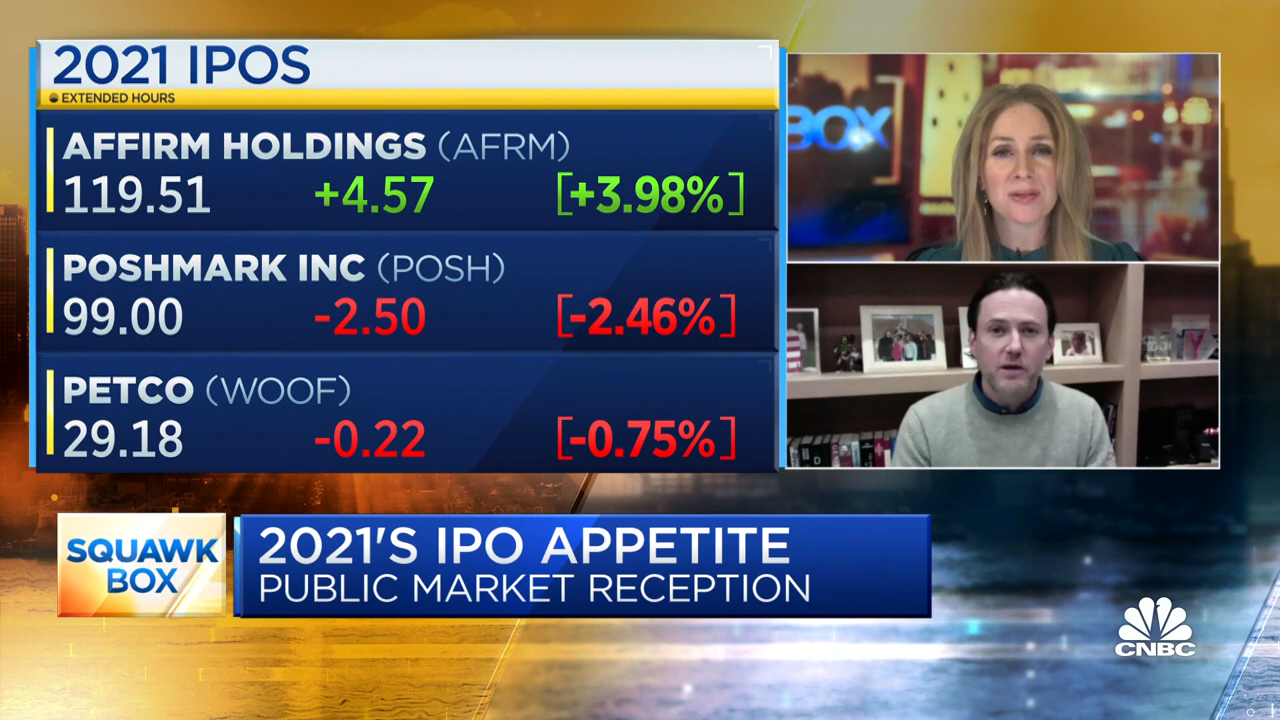 2021 IPOS
EXTENDED HOURS
AFFIRM HOLDINGS (AFRM)
119.51 +4.57 [+3.98%]
POSHMARK INC (POSH)
99.00 -2.50 [-2.46%]
PETCO (WOOF)
29.18 -0.22 [-0.75%]
BOX
SQUAWK
BOX
2021'S IPO APPETITE
PUBLIC MARKET RECEPTION
CNBC